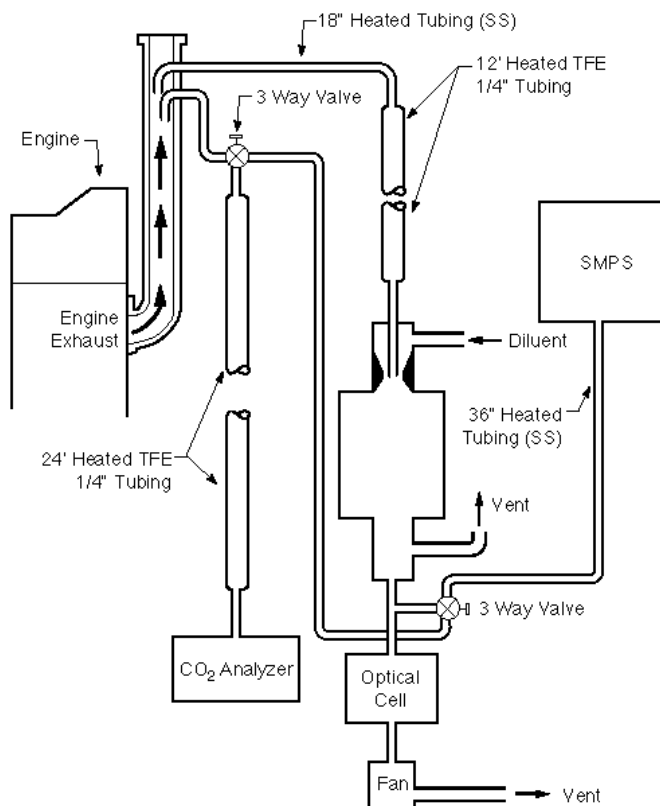 18" Heated Tubing (SS)
12' Heated TFE
1/4" Tubing
3 Way Valve
Engine
SMPS
Engine
Exhaust
Diluent
36" Heated
Tubing (SS)
24' Heated TFE
1/4" Tubing
Vent
3 Way Valve
CO₂ Analyzer
Optical
Cell
Fan
Vent